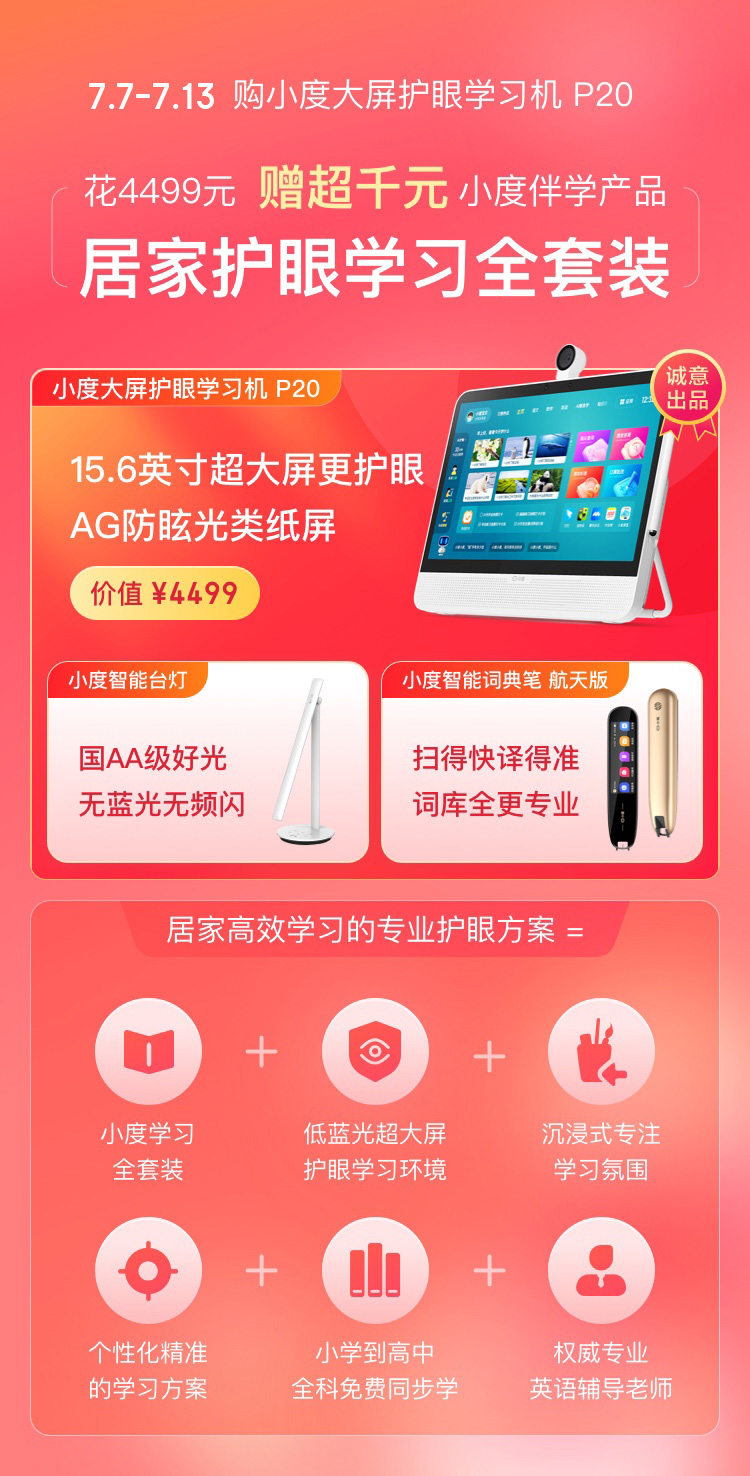 7.7-7.13 购小度大屏护眼学习机 P20
花4499元 赠超千元 小度伴学产品
居家护眼学习全套装
小度大屏护眼学习机 P20
诚意
出品
15.6英寸超大屏更护眼
AG防眩光类纸屏
价值 ¥4499
小度智能台灯
国AA级好光
无蓝光无频闪
小度智能词典笔 航天版
扫得快译得准
词库全更专业
居家高效学习的专业护眼方案 =
小度学习
全套装
+
低蓝光超大屏
护眼学习环境
+
沉浸式专注
学习氛围
个性化精准
的学习方案
+
小学到高中
全科免费同步学
+
权威专业
英语辅导老师